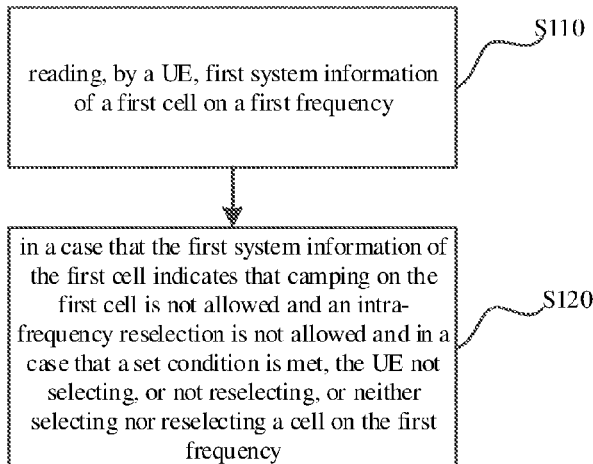 S110
reading, by a UE, first system information
of a first cell on a first frequency
in a case that the first system information of
the first cell indicates that camping on the
first cell is not allowed and an intra-
frequency reselection is not allowed and in a
case that a set condition is met, the UE not
selecting, or not reselecting, or neither
selecting nor reselecting a cell on the first
frequency
S120